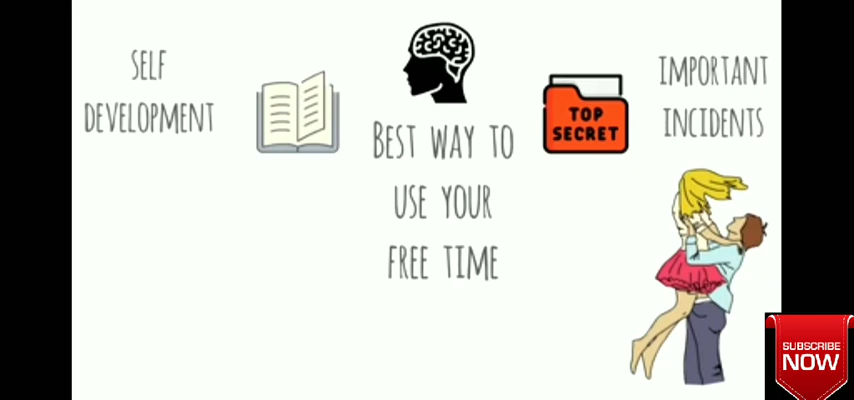 SELF
DEVELOPMENT
BEST WAY TO
USE YOUR
FREE TIME
TOP
SECRET
IMPORTANT
INCIDENTS
SUBSCRIBE
NOW